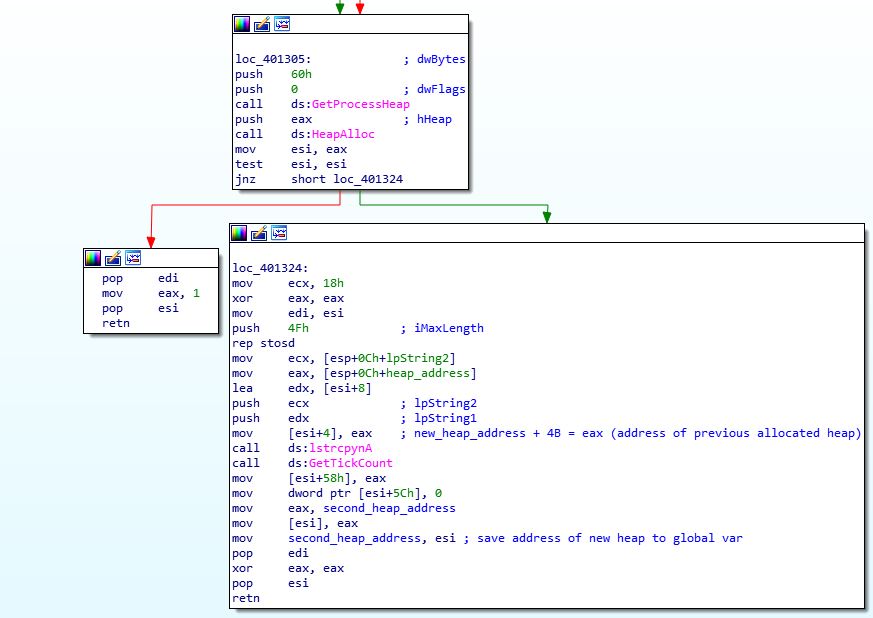 loc_401305: ; dwBytes
push 60h
push 0 ; dwFlags
call ds:GetProcessHeap
push eax ; hHeap
call ds:HeapAlloc
mov esi, eax
test esi, esi
jnz short loc_401324
pop edi
mov eax, 1
pop esi
retn
loc_401324:
mov ecx, 18h
xor eax, eax
mov edi, esi
push 4Fh ; iMaxLength
rep stosd
mov ecx, [esp+0Ch+lpString2]
mov eax, [esp+0Ch+heap_address]
lea edx, [esi+8]
push ecx ; lpString2
push edx ; lpString1
mov [esi+4], eax ; new_heap_address + 4B = eax (address of previous allocated heap)
call ds:lstrcpynA
call ds:GetTickCount
mov [esi+58h], eax
mov dword ptr [esi+5Ch], 0
mov eax, second_heap_address
mov [esi], eax
mov second_heap_address, esi ; save address of new heap to global var
pop edi
xor eax, eax
pop esi
retn